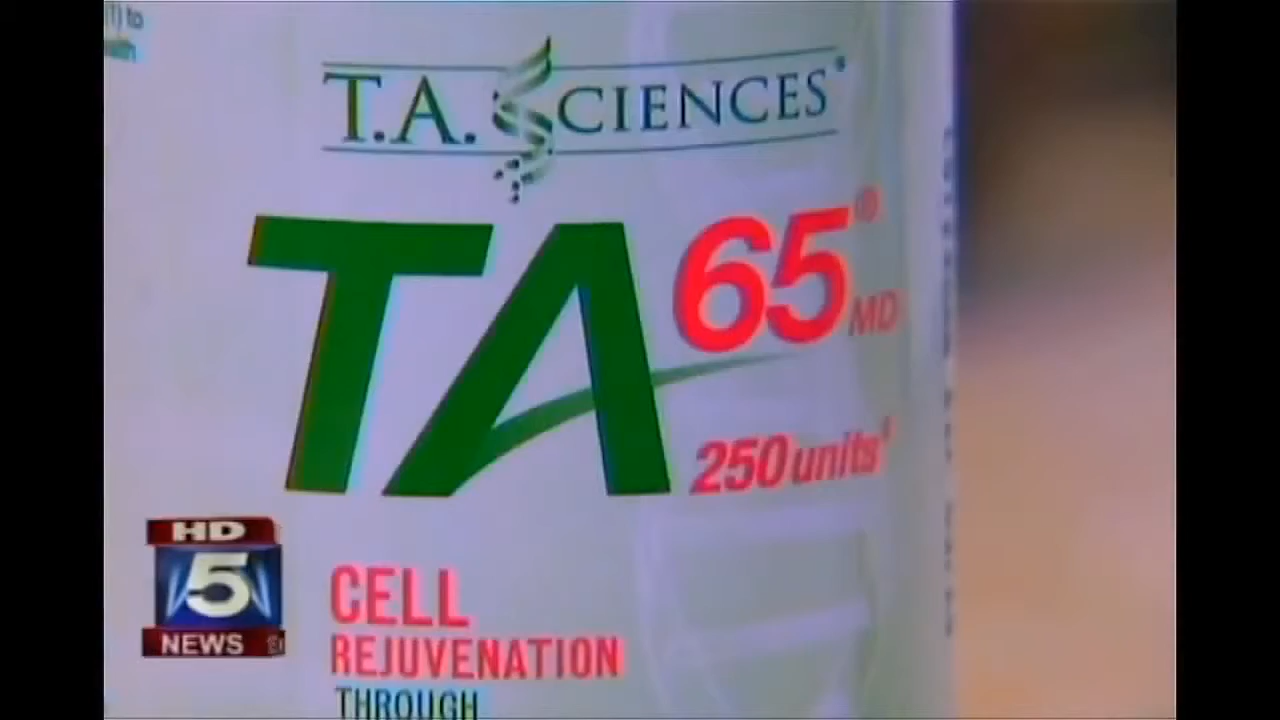 T.A. SCIENCES®
TA 65® MD
250 units
CELL
REJUVENATION
THROUGH
HD
5
NEWS